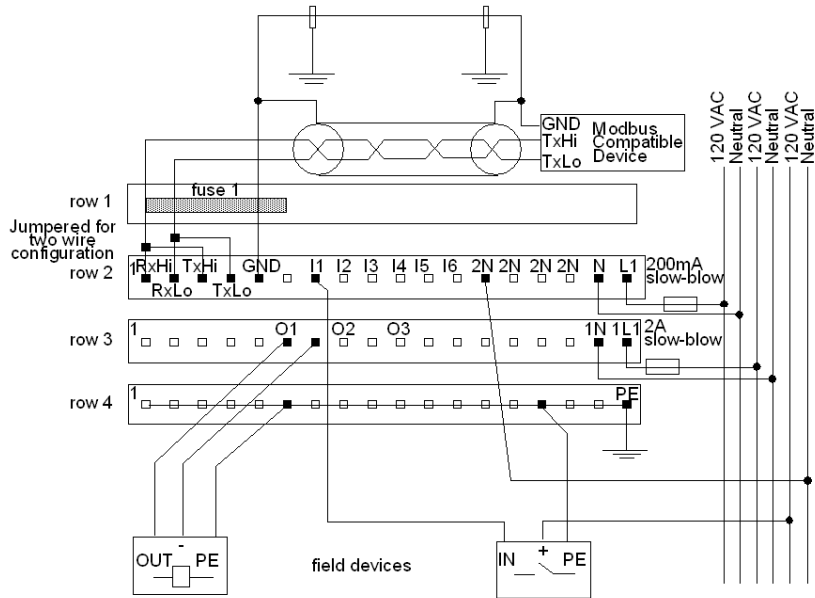 GND Modbus
TxHi Compatible
TxLo Device
120 VAC
Neutral
120 VAC
Neutral
120 VAC
Neutral
row 1
fuse 1
Jumpered for
two wire
configuration
row 2
1 RxHi TxHi GND I1 I2 I3 I4 I5 I6 2N 2N 2N 2N N L1
RxLo TxLo
200mA
slow-blow
row 3
1 O1 O2 O3 1N 1L1
2A
slow-blow
row 4
1 PE
OUT - PE
field devices
IN + PE